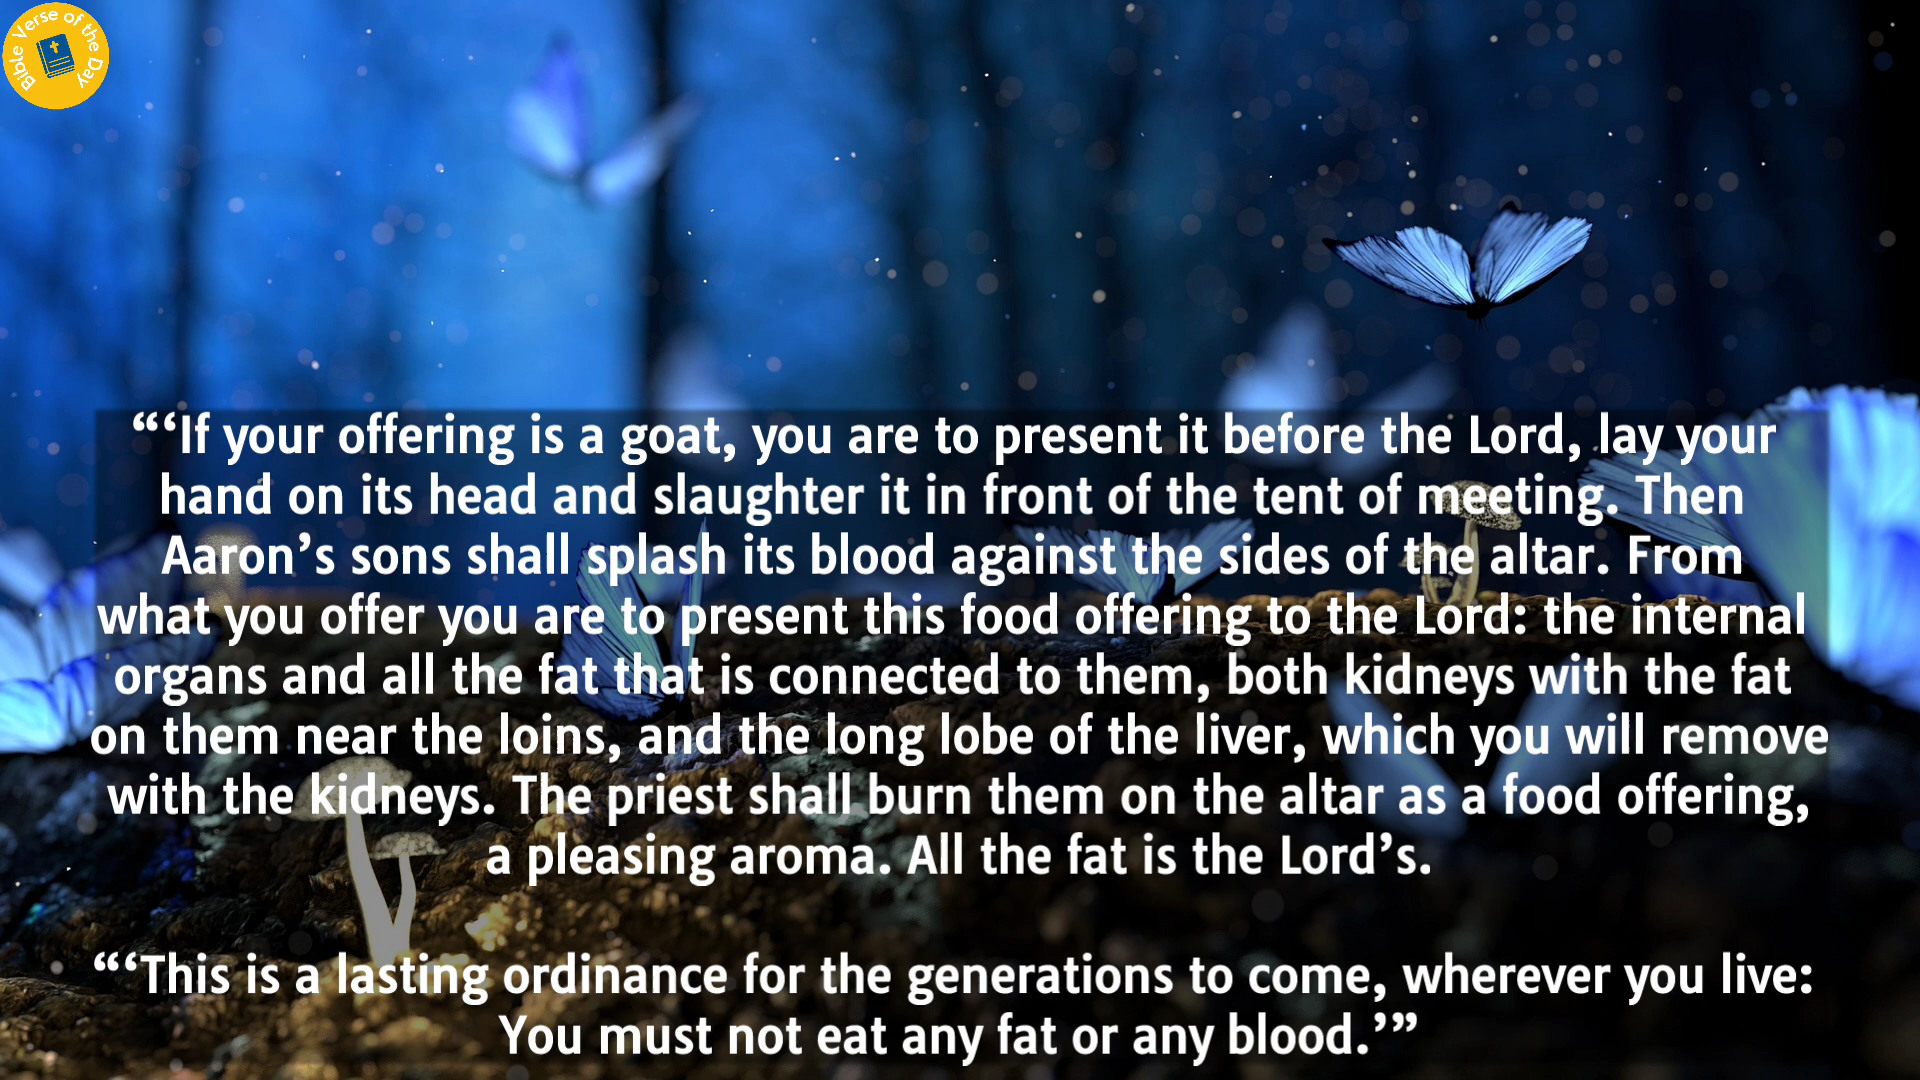 Bible Verse of the Day
“‘If your offering is a goat, you are to present it before the Lord, lay your
hand on its head and slaughter it in front of the tent of meeting. Then
Aaron’s sons shall splash its blood against the sides of the altar. From
what you offer you are to present this food offering to the Lord: the internal
organs and all the fat that is connected to them, both kidneys with the fat
on them near the loins, and the long lobe of the liver, which you will remove
with the kidneys. The priest shall burn them on the altar as a food offering,
a pleasing aroma. All the fat is the Lord’s.
“‘This is a lasting ordinance for the generations to come, wherever you live:
You must not eat any fat or any blood.’”